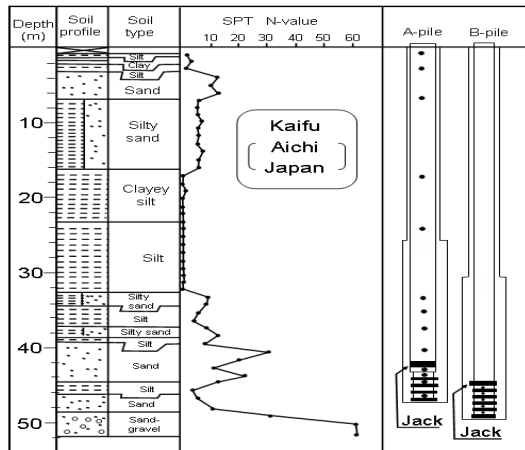 Depth (m)
Soil profile
Soil type
SPT N-value
10 20 30 40 50 60
A-pile
B-pile
Silt
Clay
Silt
Sand
10
Silty sand
Kaifu
Aichi
Japan
20
Clayey silt
Silt
30
Silty sand
Silt
Silty sand
40
Silt
Sand
Silt
Sand
50
Sand-gravel
Jack
Jack